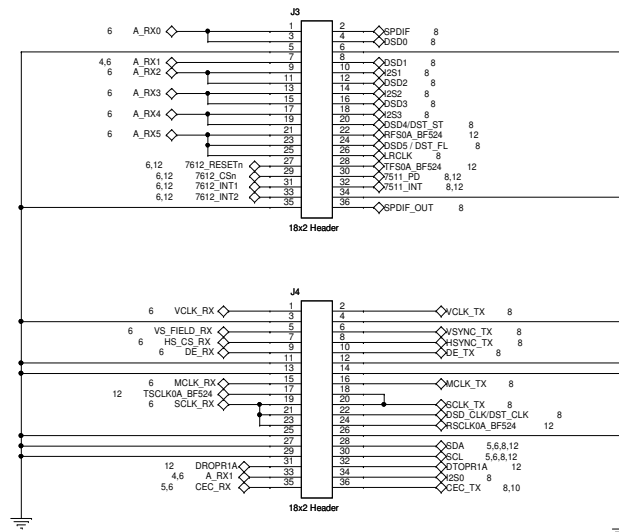 J3
6 A_RX0 1 2 SPDIF 8
3 4 DSD0 8
5 6
4,6 A_RX1 7 8 DSD1 8
6 A_RX2 9 10 I2S1 8
11 12 DSD2 8
6 A_RX3 13 14 I2S2 8
15 16 DSD3 8
6 A_RX4 17 18 I2S3 8
19 20 DSD4/DST_ST 8
6 A_RX5 21 22 RFS0A_BF524 12
23 24 DSD5 / DST_FL 8
25 26 LRCLK 8
6,12 7612_RESETn 27 28 TFS0A_BF524 12
6,12 7612_CSn 29 30 7511_PD 8,12
6,12 7612_INT1 31 32 7511_INT 8,12
6,12 7612_INT2 33 34
35 36 SPDIF_OUT 8
18x2 Header
J4
6 VCLK_RX 1 2 VCLK_TX 8
3 4
6 VS_FIELD_RX 5 6 VSYNC_TX 8
6 HS_CS_RX 7 8 HSYNC_TX 8
6 DE_RX 9 10 DE_TX 8
11 12
13 14
6 MCLK_RX 15 16 MCLK_TX 8
12 TSCLK0A_BF524 17 18
6 SCLK_RX 19 20 SCLK_TX 8
21 22 DSD_CLK/DST_CLK 8
23 24 RSCLK0A_BF524 12
25 26
27 28 SDA 5,6,8,12
29 30 SCL 5,6,8,12
12 DROPR1A 31 32 DTOPR1A 12
4,6 A_RX1 33 34 I2S0 8
5,6 CEC_RX 35 36 CEC_TX 8,10
18x2 Header